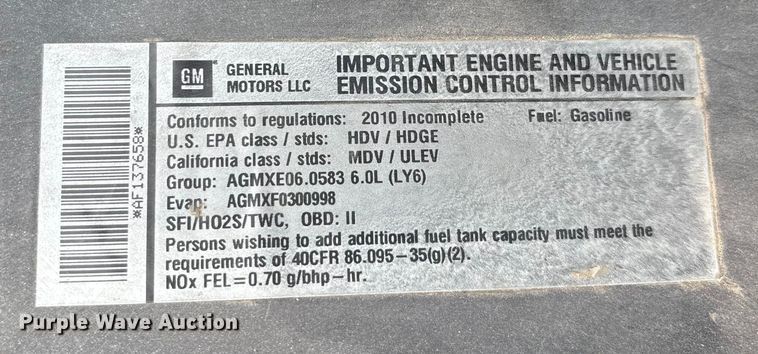 *AF137658*
GM
GENERAL MOTORS LLC
IMPORTANT ENGINE AND VEHICLE
EMISSION CONTROL INFORMATION
Conforms to regulations: 2010 Incomplete Fuel: Gasoline
U.S. EPA class / stds: HDV / HDGE
California class / stds: MDV / ULEV
Group: AGMXE06.0583 6.0L (LY6)
Evap: AGMXF0300998
SFI/HO2S/TWC, OBD: II
Persons wishing to add additional fuel tank capacity must meet the
requirements of 40CFR 86.095-35(g)(2).
NOx FEL=0.70 g/bhp-hr.
Purple Wave Auction